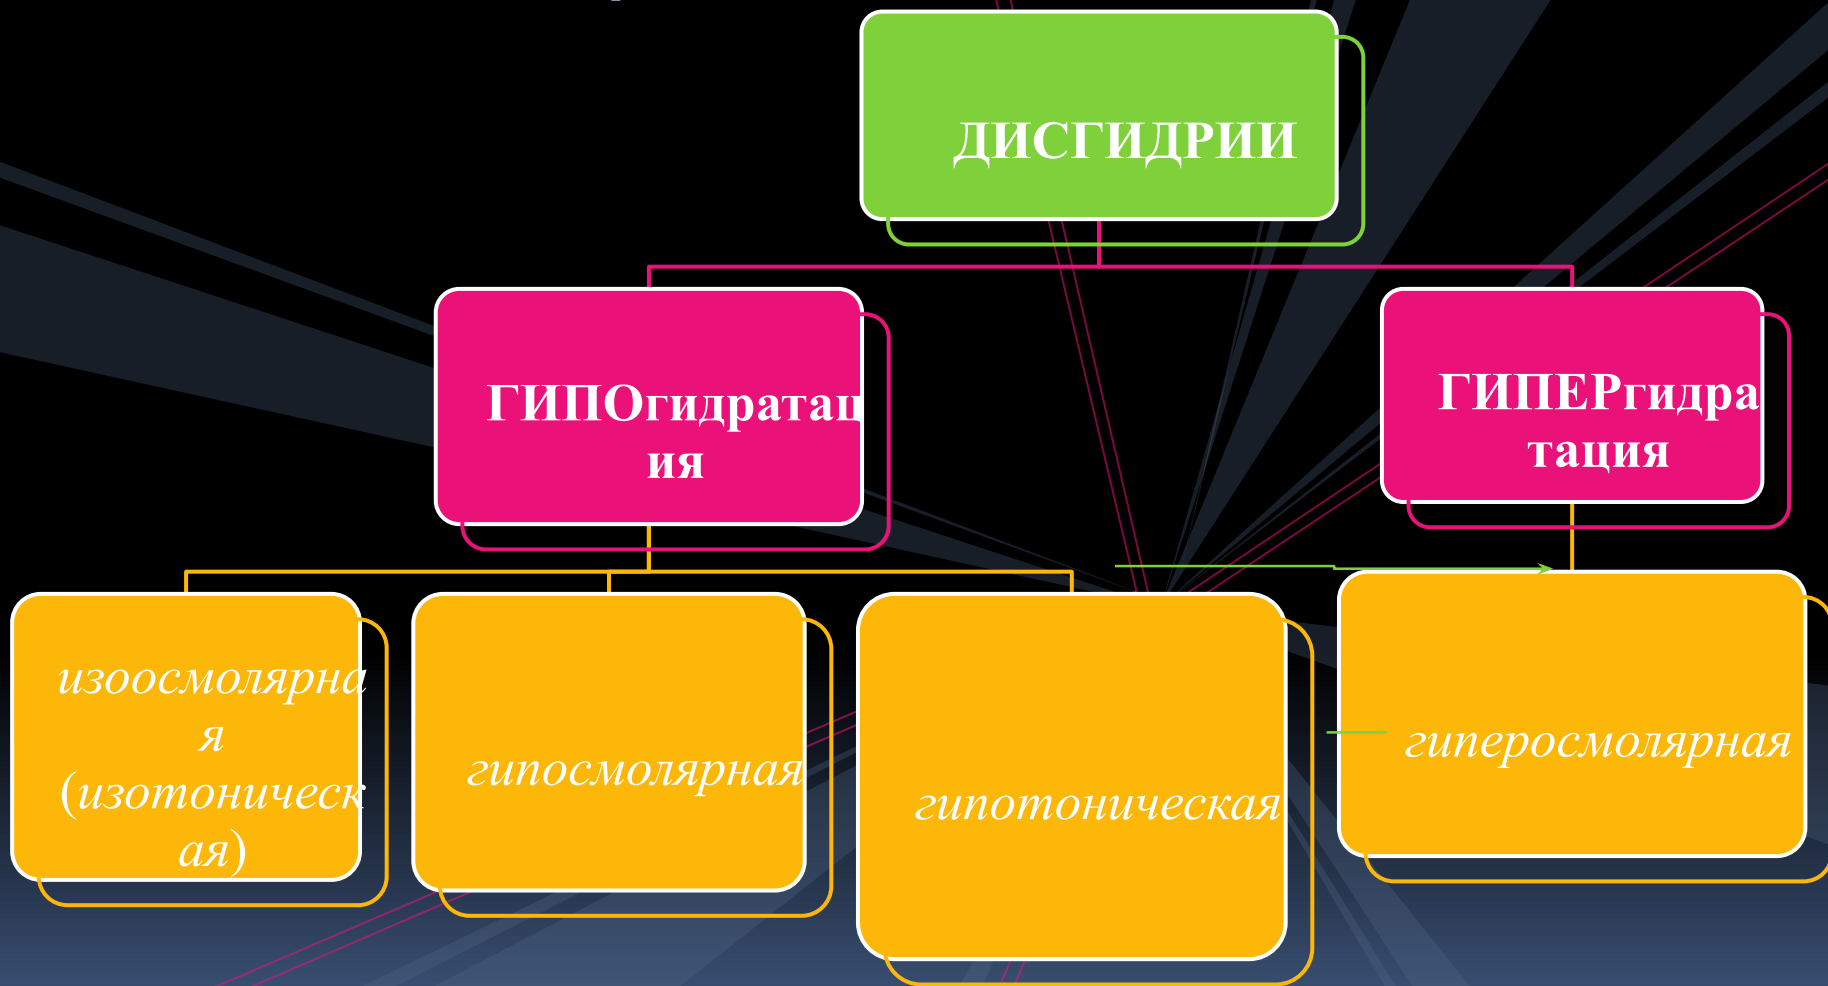 ДИСГИДРИИ
ГИПОгидратац
ия
ГИПЕРгидра
тация
изоосмолярна
я
(изотоническ
ая)
гипосмолярная
гипотоническая
гиперосмолярная